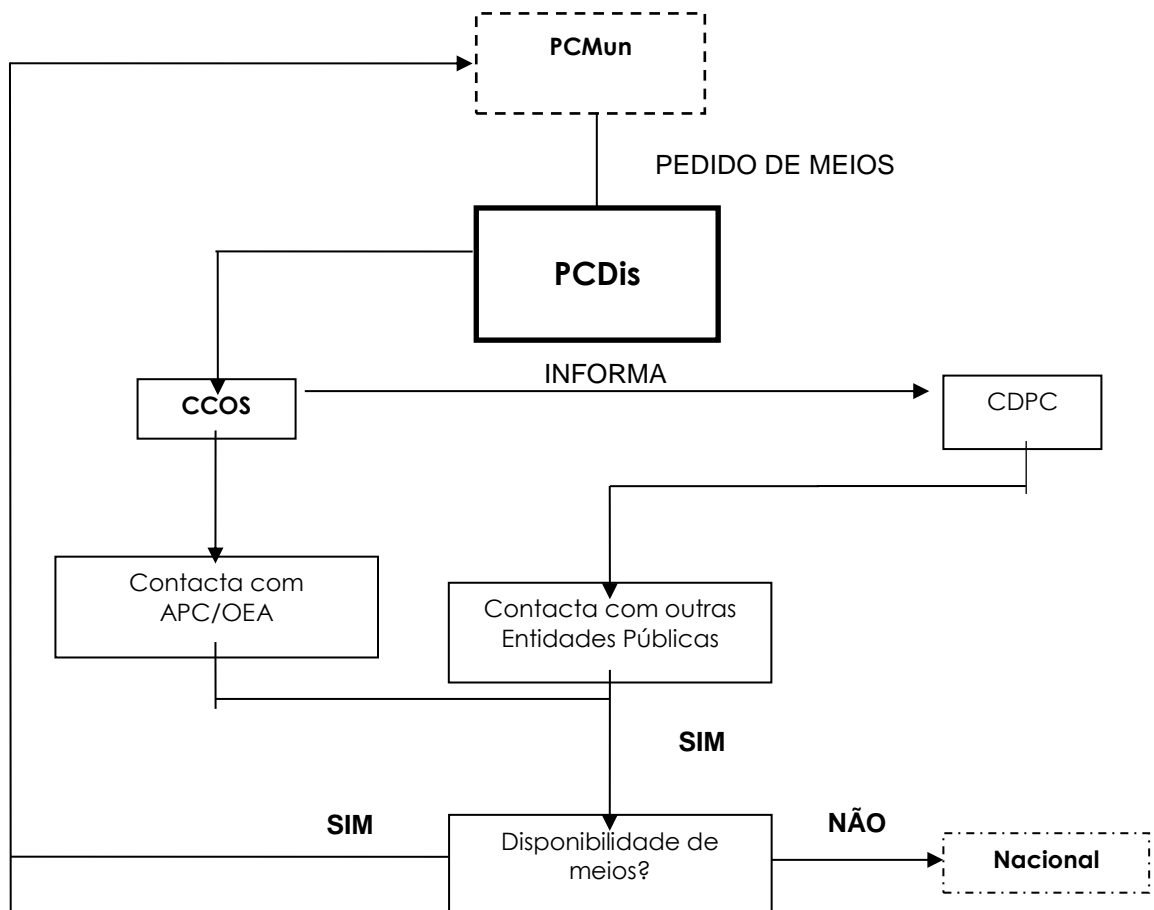 PCMun
PEDIDO DE MEIOS
PCDis
INFORMA
CCOS
CDPC
Contacta com
APC/OEA
Contacta com outras
Entidades Públicas
SIM
SIM
NÃO
Disponibilidade de
meios?
Nacional